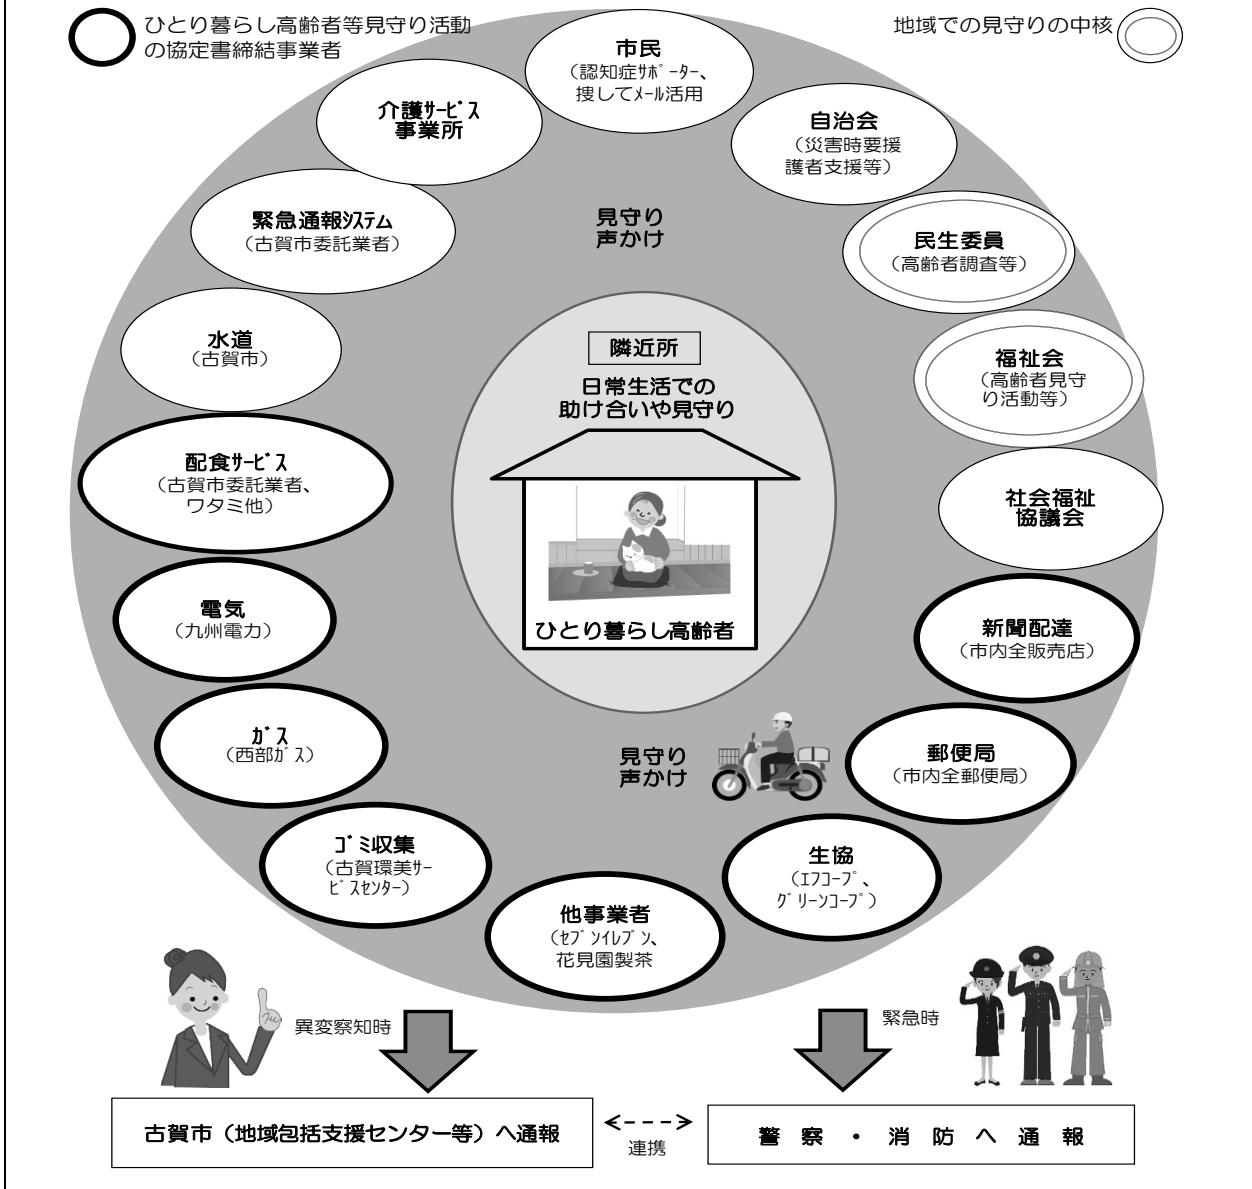 ひとり暮らし高齢者等見守り活動
の協定書締結事業者
地域での見守りの中核
市民
(認知症ｻﾎﾟｰﾀｰ、
捜してﾒｰﾙ活用
自治会
(災害時要援
護者支援等)
民生委員
(高齢者調査等)
福祉会
(高齢者見守
り活動等)
社会福祉
協議会
新聞配達
(市内全販売店)
郵便局
(市内全郵便局)
生協
(ｴﾌｺｰﾌﾟ、
ｸﾞﾘｰﾝｺｰﾌﾟ)
他事業者
(ｾﾌﾞﾝｲﾚﾌﾞﾝ、
花見園製茶
ｺﾞﾐ収集
(古賀環美ｻｰ
ﾋﾞｽｾﾝﾀｰ)
ｶﾞｽ
(西部ｶﾞｽ)
電気
(九州電力)
配食ｻｰﾋﾞｽ
(古賀市委託業者、
ワタミ他)
水道
(古賀市)
緊急通報ｼｽﾃﾑ
(古賀市委託業者)
介護ｻｰﾋﾞｽ
事業所
見守り
声かけ
隣近所
日常生活での
助け合いや見守り
ひとり暮らし高齢者
見守り
声かけ
異変察知時
緊急時
古賀市（地域包括支援センター等）へ通報
連携
警察・消防へ通報